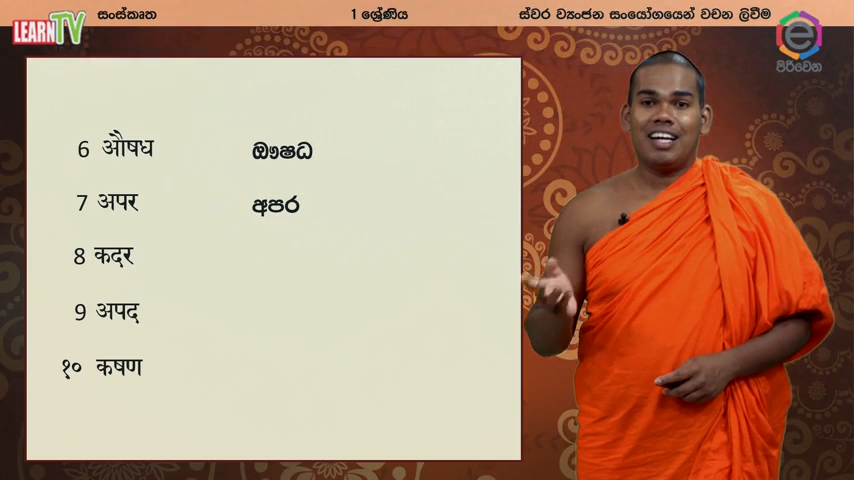 LEARN TV
සංස්කෘත
1 ශ්‍රේණිය
ස්වර ව්‍යංජන සංයෝගයෙන් වචන ලිවීම
e
පිරිවෙන
6 औषध ඖෂධ
7 अपर අපර
8 कदर
9 अपद
१० कषण